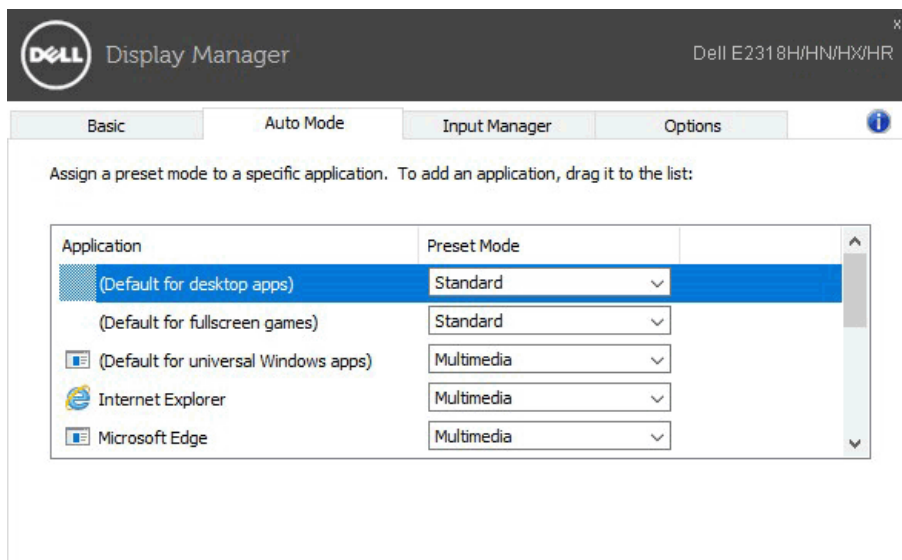 x
DELL Display Manager
Dell E2318H/HN/HX/HR
Basic Auto Mode Input Manager Options i
Assign a preset mode to a specific application. To add an application, drag it to the list:
Application Preset Mode
(Default for desktop apps) Standard
(Default for fullscreen games) Standard
(Default for universal Windows apps) Multimedia
Internet Explorer Multimedia
Microsoft Edge Multimedia